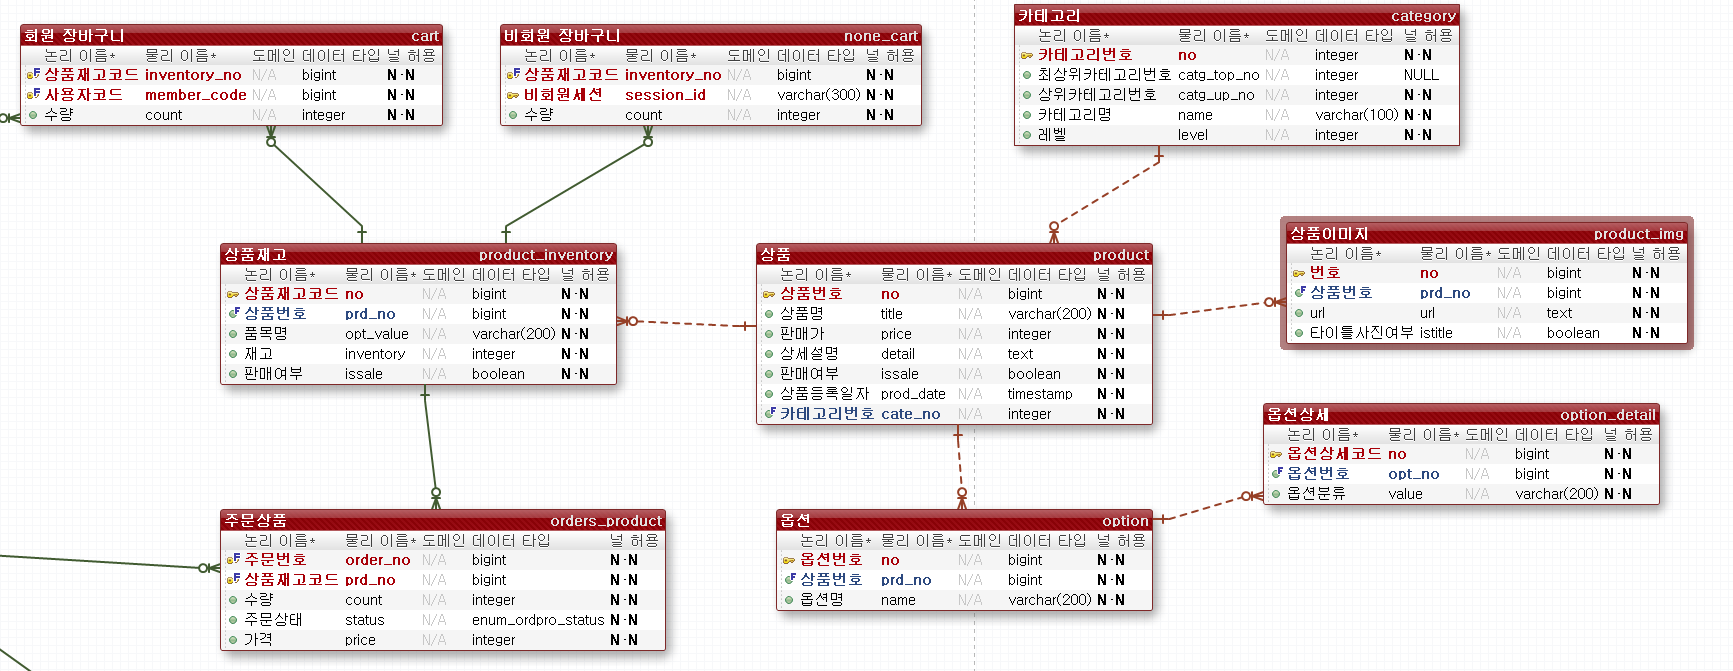 회원 장바구니 cart
논리 이름* 물리 이름* 도메인 데이터 타입 널 허용
상품재고코드 inventory_no N/A bigint N·N
사용자코드 member_code N/A bigint N·N
수량 count N/A integer N·N
비회원 장바구니 none_cart
논리 이름* 물리 이름* 도메인 데이터 타입 널 허용
상품재고코드 inventory_no N/A bigint N·N
비회원세션 session_id N/A varchar(300) N·N
수량 count N/A integer N·N
카테고리 category
논리 이름* 물리 이름* 도메인 데이터 타입 널 허용
카테고리번호 no N/A integer N·N
최상위카테고리번호 catg_top_no N/A integer NULL
상위카테고리번호 catg_up_no N/A integer N·N
카테고리명 name N/A varchar(100) N·N
레벨 level N/A integer N·N
상품재고 product_inventory
논리 이름* 물리 이름* 도메인 데이터 타입 널 허용
상품재고코드 no N/A bigint N·N
상품번호 prd_no N/A bigint N·N
품목명 opt_value N/A varchar(200) N·N
재고 inventory N/A integer N·N
판매여부 issale N/A boolean N·N
상품 product
논리 이름* 물리 이름* 도메인 데이터 타입 널 허용
상품번호 no N/A bigint N·N
상품명 title N/A varchar(200) N·N
판매가 price N/A integer N·N
상세설명 detail N/A text N·N
판매여부 issale N/A boolean N·N
상품등록일자 prod_date N/A timestamp N·N
카테고리번호 cate_no N/A integer N·N
상품이미지 product_img
논리 이름* 물리 이름* 도메인 데이터 타입 널 허용
번호 no N/A bigint N·N
상품번호 prd_no N/A bigint N·N
url url N/A text N·N
타이틀사진여부 istitle N/A boolean N·N
옵션상세 option_detail
논리 이름* 물리 이름* 도메인 데이터 타입 널 허용
옵션상세코드 no N/A bigint N·N
옵션번호 opt_no N/A bigint N·N
옵션분류 value N/A varchar(200) N·N
주문상품 orders_product
논리 이름* 물리 이름* 도메인 데이터 타입 널 허용
주문번호 order_no N/A bigint N·N
상품재고코드 prd_no N/A bigint N·N
수량 count N/A integer N·N
주문상태 status N/A enum_ordpro_status N·N
가격 price N/A integer N·N
옵션 option
논리 이름* 물리 이름* 도메인 데이터 타입 널 허용
옵션번호 no N/A bigint N·N
상품번호 prd_no N/A bigint N·N
옵션명 name N/A varchar(200) N·N